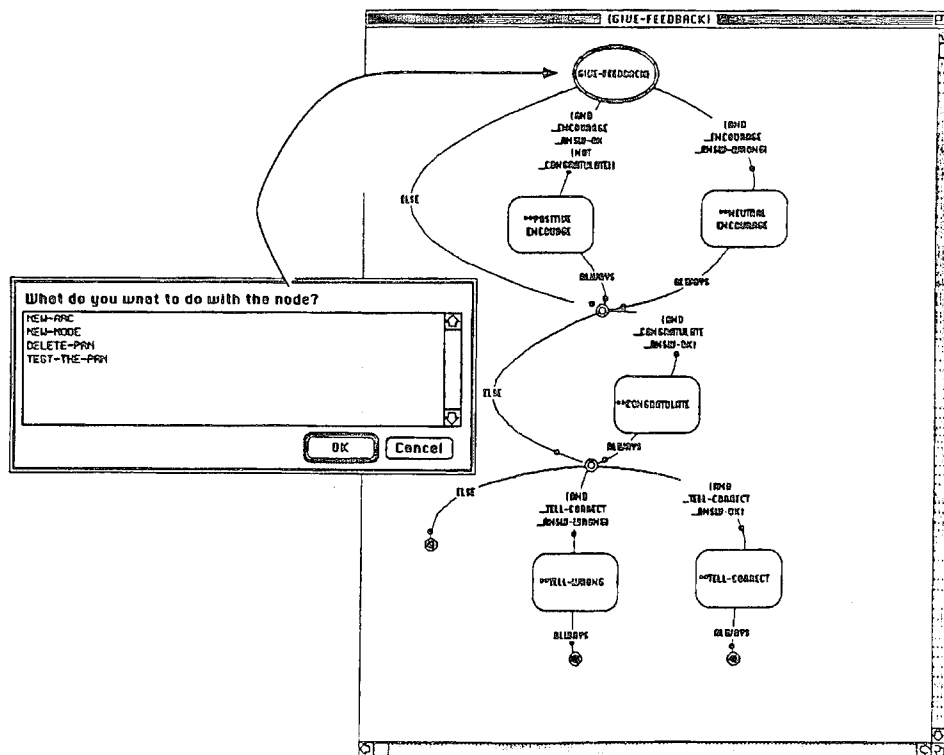 (GIVE-FEEDBACK)
(GIVE-FEEDBACK)
(AND
_ENCOURAGE
_ANSW-OK
(NOT
_CONGRATULATE))
(AND
_ENCOURAGE
_ANSW-WRONG)
ELSE
**POSITIVE
ENCOURAGE
**NEUTRAL
ENCOURAGE
ALWAYS
ALWAYS
What do you wnat to do with the node?
NEW-ARC
NEW-NODE
DELETE-PAN
TEST-THE-PAN
OK
Cancel
(AND
_CONGRATULATE
_ANSW-OK)
ELSE
**CONGRATULATE
ALWAYS
ELSE
(AND
_TELL-CORRECT
_ANSW-WRONG)
(AND
_TELL-CORRECT
_ANSW-OK)
**TELL-WRONG
**TELL-CORRECT
ALWAYS
ALWAYS